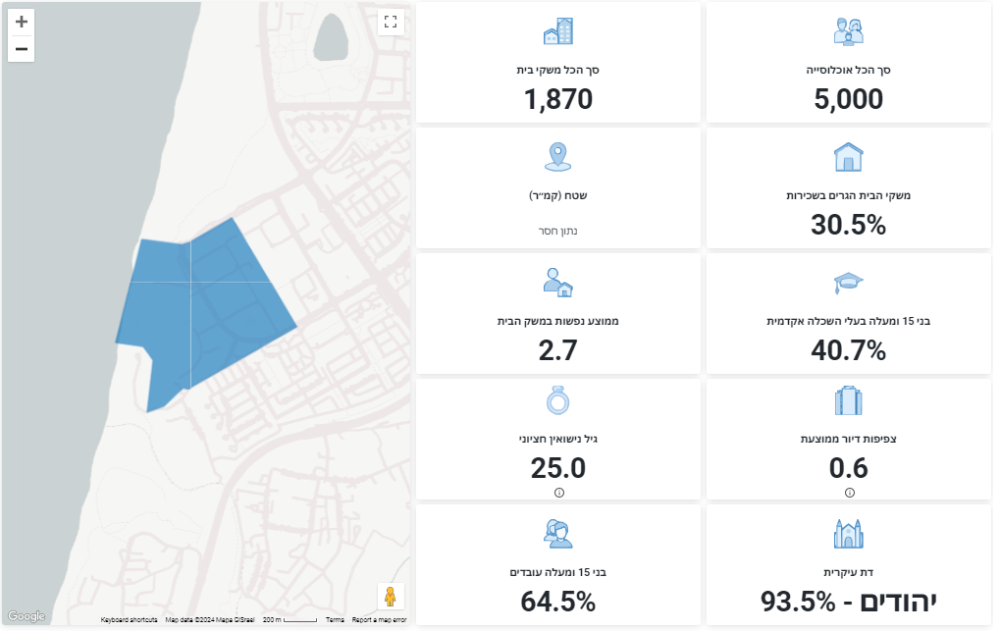 סך הכל אוכלוסייה
5,000
סך הכל משקי בית
1,870
משקי הבית הגרים בשכירות
30.5%
שטח (קמ״ר)
נתון חסר
בני 15 ומעלה בעלי השכלה אקדמית
40.7%
ממוצע נפשות במשק הבית
2.7
צפיפות דיור ממוצעת
0.6
גיל נישואין חציוני
25.0
דת עיקרית
יהודים - 93.5%
בני 15 ומעלה עובדים
64.5%
Google
Keyboard shortcuts
Map data ©2024 Mapa GISrael
200 m
Terms
Report a map error